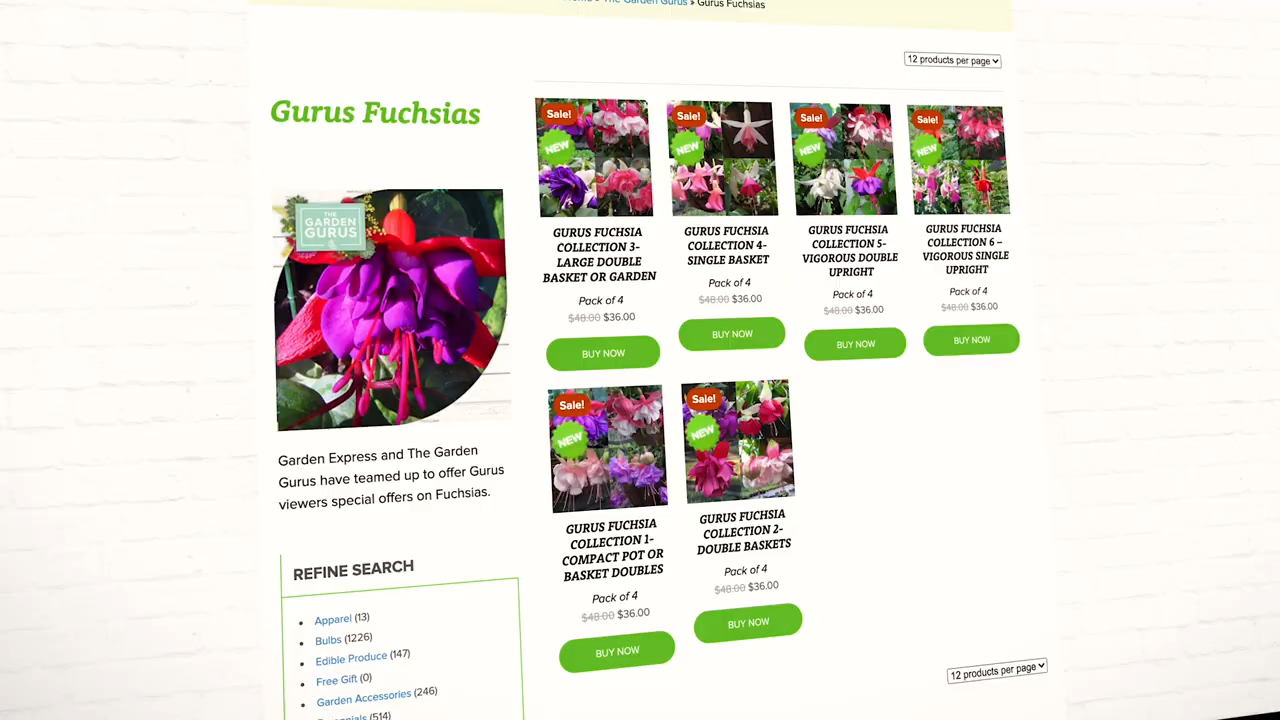 The Garden Gurus » Gurus Fuchsias
12 products per page
Gurus Fuchsias
THE
GARDEN
GURUS
Garden Express and The Garden
Gurus have teamed up to offer Gurus
viewers special offers on Fuchsias.
REFINE SEARCH
Apparel (13)
Bulbs (1226)
Edible Produce (147)
Free Gift (0)
Garden Accessories (246)
Sale!
NEW
GURUS FUCHSIA
COLLECTION 3-
LARGE DOUBLE
BASKET OR GARDEN
Pack of 4
$48.00 $36.00
BUY NOW
Sale!
NEW
GURUS FUCHSIA
COLLECTION 4-
SINGLE BASKET
Pack of 4
$48.00 $36.00
BUY NOW
Sale!
NEW
GURUS FUCHSIA
COLLECTION 5-
VIGOROUS DOUBLE
UPRIGHT
Pack of 4
$48.00 $36.00
BUY NOW
Sale!
NEW
GURUS FUCHSIA
COLLECTION 6 –
VIGOROUS SINGLE
UPRIGHT
Pack of 4
$48.00 $36.00
BUY NOW
Sale!
NEW
GURUS FUCHSIA
COLLECTION 1-
COMPACT POT OR
BASKET DOUBLES
Pack of 4
$48.00 $36.00
BUY NOW
Sale!
NEW
GURUS FUCHSIA
COLLECTION 2-
DOUBLE BASKETS
Pack of 4
$48.00 $36.00
BUY NOW
12 products per page